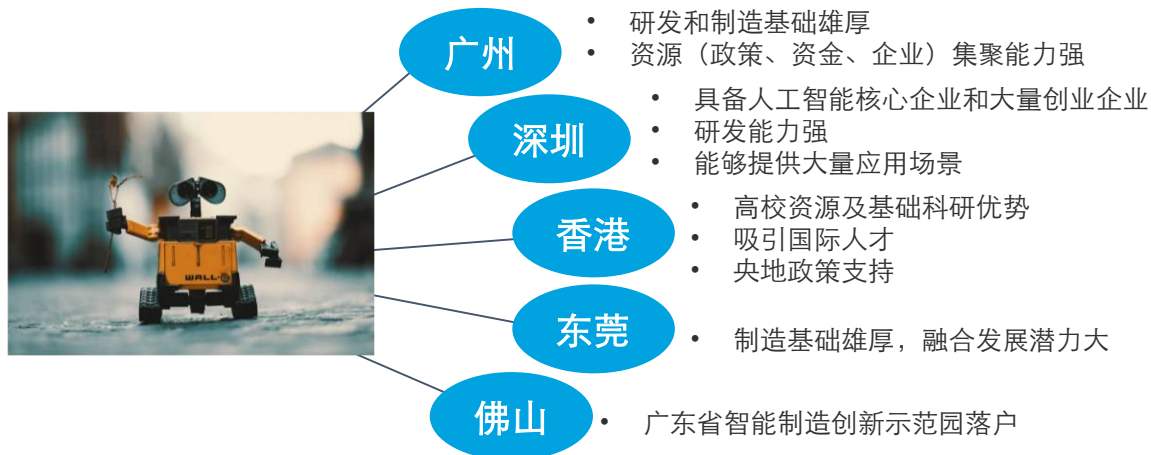 广州
• 研发和制造基础雄厚
• 资源（政策、资金、企业）集聚能力强
深圳
• 具备人工智能核心企业和大量创业企业
• 研发能力强
• 能够提供大量应用场景
香港
• 高校资源及基础科研优势
• 吸引国际人才
• 央地政策支持
东莞
• 制造基础雄厚，融合发展潜力大
佛山
• 广东省智能制造创新示范园落户
WALL·E